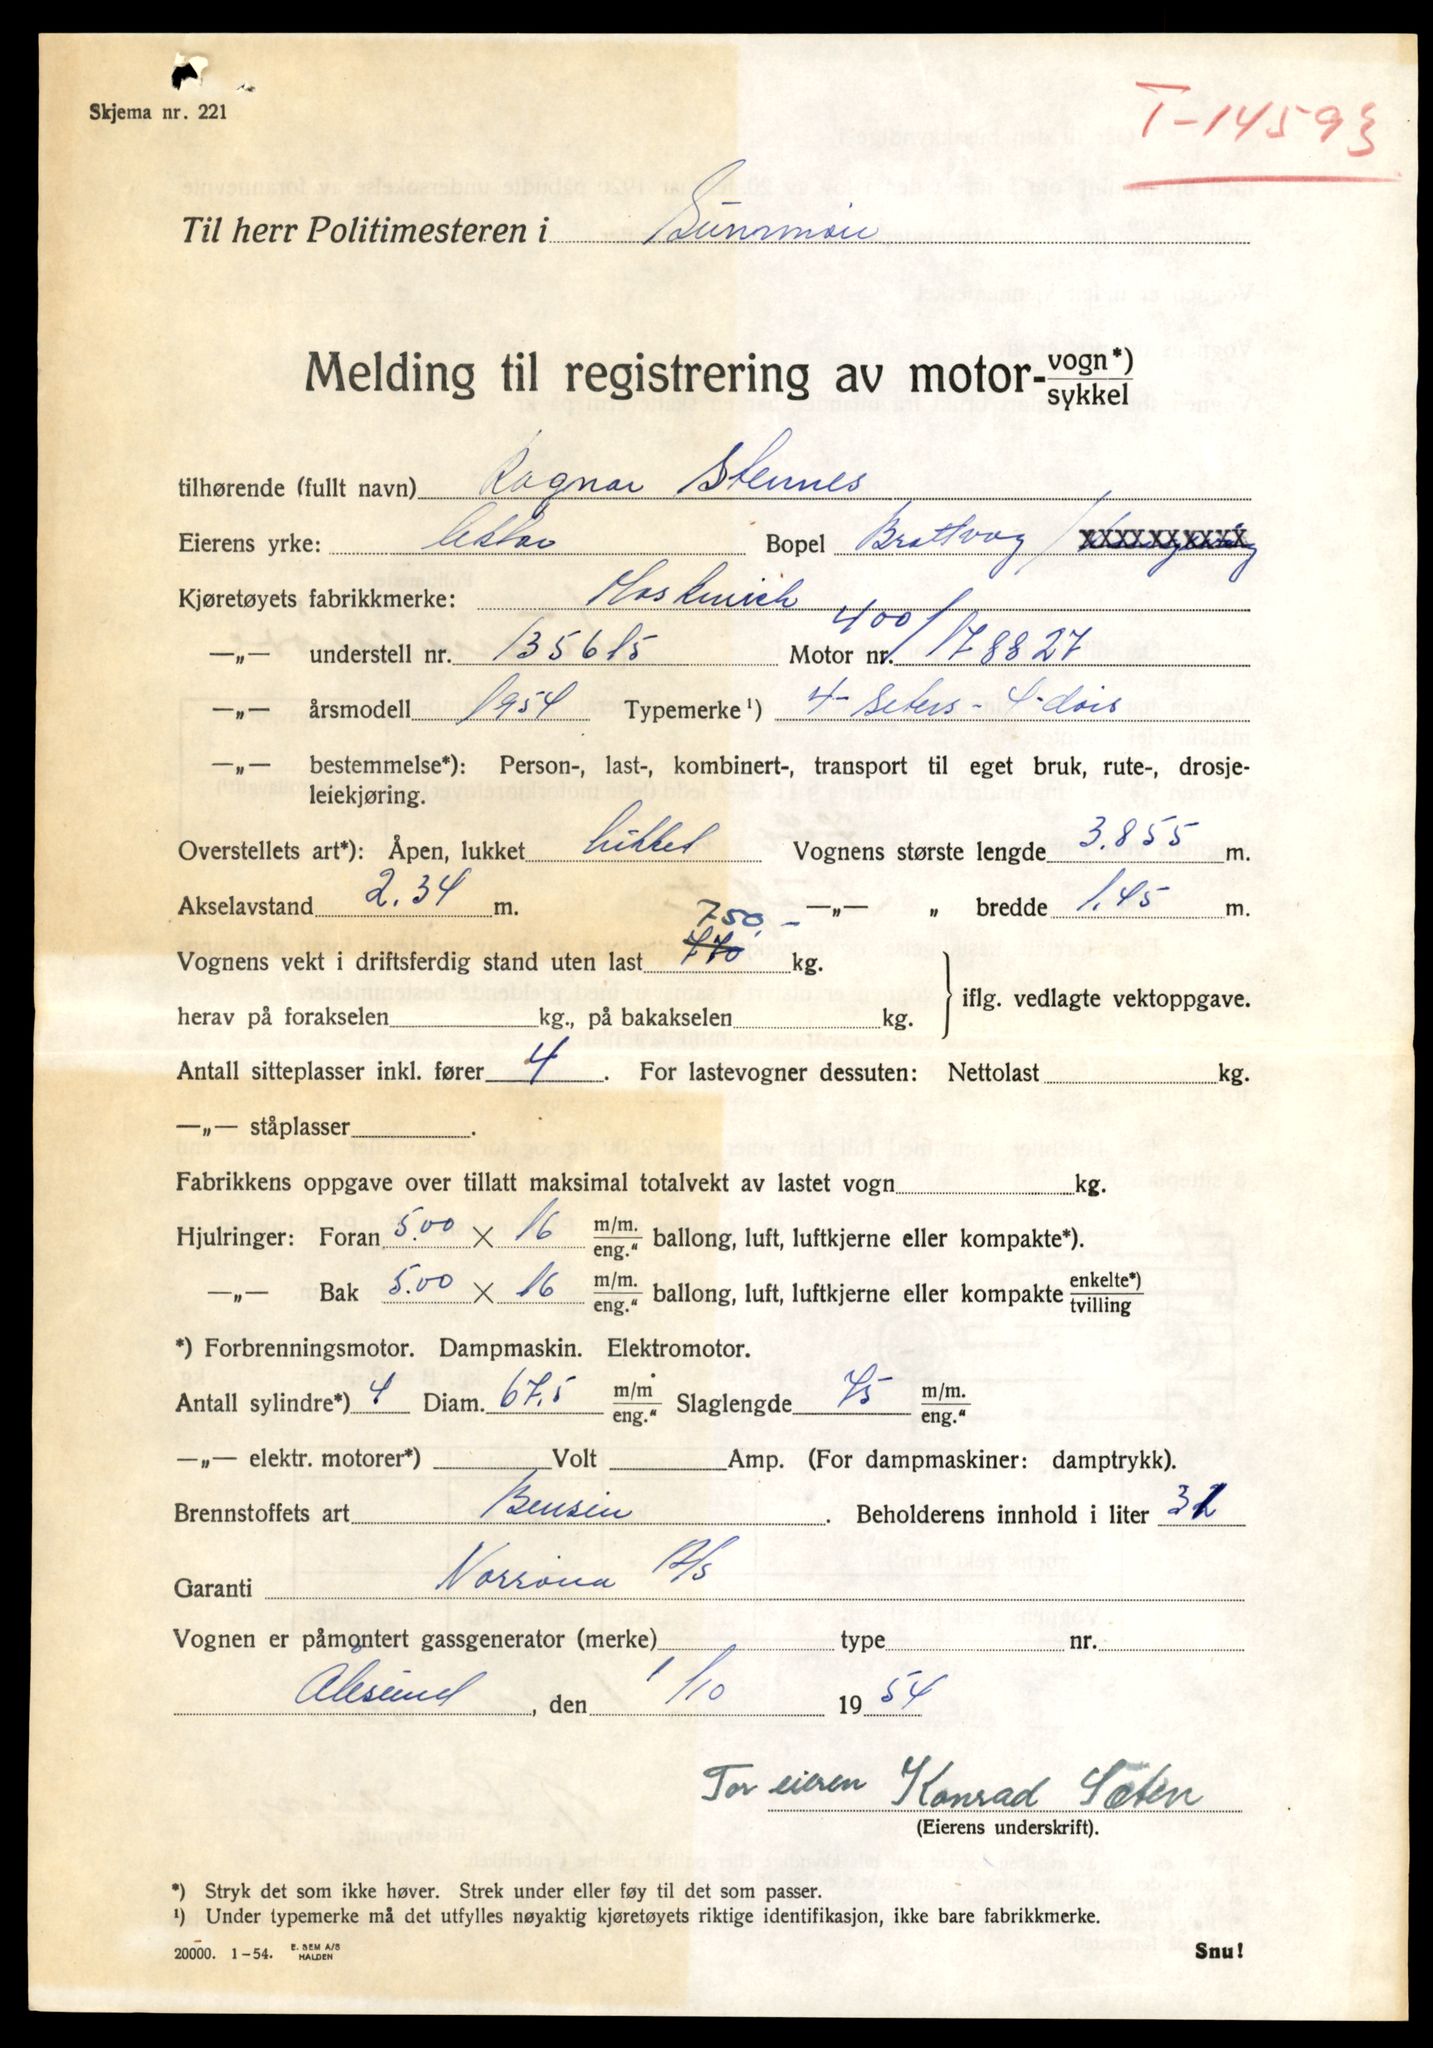 Skjema nr. 221
T-14593
Til herr Politimesteren i Sunnmøre
Melding til registrering av motor-vogn*)
sykkel
tilhørende (fullt navn) Ragnar Stennes
Eierens yrke: Bopel Brattvåg / XXXXXXXXXX
Kjøretøyets fabrikkmerke: Moskvich
—„— understell nr. 135615 Motor nr. 400/178827
—„— årsmodell 1954 Typemerke¹) 4-seters - 4-dørs
—„— bestemmelse*): Person-, last-, kombinert-, transport til eget bruk, rute-, drosje-
leiekjøring.
Overstellets art*): Åpen, lukket lukket Vognens største lengde 3.855 m.
Akselavstand 2.34 m. —„— „ bredde 1.45 m.
750,-
Vognens vekt i driftsferdig stand uten last 770 kg.
iflg. vedlagte vektoppgave.
herav på forakselen kg., på bakakselen kg.
Antall sitteplasser inkl. fører 4 . For lastevogner dessuten: Nettolast kg.
—„— ståplasser .
Fabrikkens oppgave over tillatt maksimal totalvekt av lastet vogn kg.
Hjulringer: Foran 5.00 × 16 m/m. eng." ballong, luft, luftkjerne eller kompakte*).
—„— Bak 5.00 × 16 m/m. eng." ballong, luft, luftkjerne eller kompakte enkelte*) tvilling
*) Forbrenningsmotor. Dampmaskin. Elektromotor.
Antall sylindre*) 4 Diam. 67,5 m/m eng." Slaglengde 75 m/m. eng."
—„— elektr. motorer*) Volt Amp. (For dampmaskiner: damptrykk).
Brennstoffets art Bensin . Beholderens innhold i liter
Garanti Norrøna A/S
Vognen er påmontert gassgenerator (merke) type nr.
Ålesund , den 1/10 19 54
For eieren Konrad Sæten
(Eierens underskrift).
*) Stryk det som ikke høver. Strek under eller føy til det som passer.
¹) Under typemerke må det utfylles nøyaktig kjøretøyets riktige identifikasjon, ikke bare fabrikkmerke.
20000. 1-54. E. SEM A/S
HALDEN
Snu!